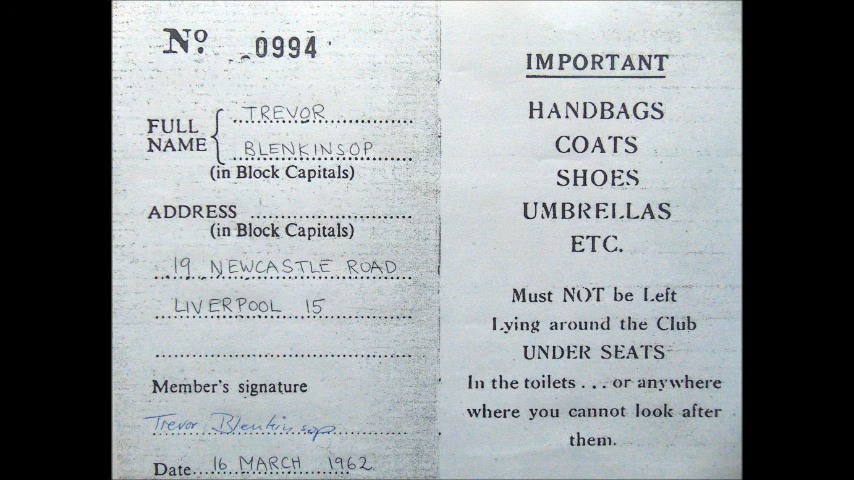 No. 0994
FULL NAME { TREVOR
BLENKINSOP
(in Block Capitals)
ADDRESS
(in Block Capitals)
19 NEWCASTLE ROAD
LIVERPOOL 15
Member's signature
Trevor Blenkinsop
Date 16 MARCH 1962
IMPORTANT
HANDBAGS
COATS
SHOES
UMBRELLAS
ETC.
Must NOT be Left
Lying around the Club
UNDER SEATS
In the toilets . . . or anywhere
where you cannot look after
them.